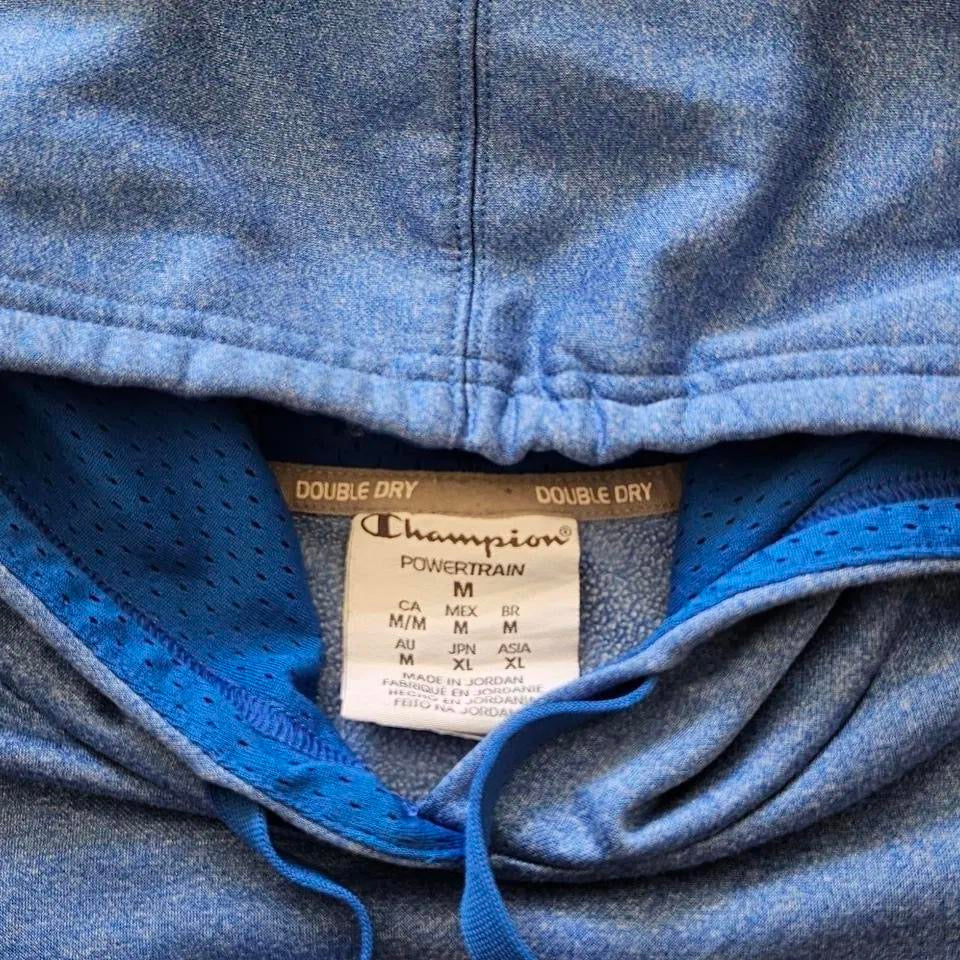 DOUBLE DRY DOUBLE DRY
Champion®
POWERTRAIN
M
CA MEX BR
M/M M M
AU JPN ASIA
M XL XL
MADE IN JORDAN
FABRIQUÉ EN JORDANIE
HECHO EN JORDANIA
FEITO NA